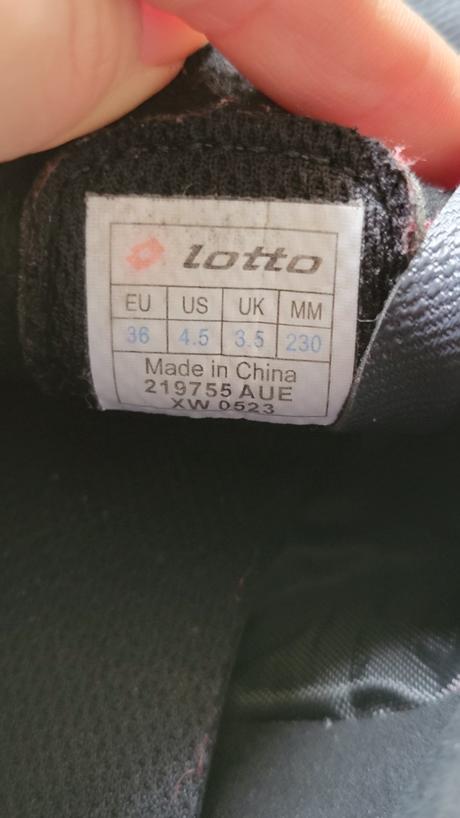 lotto
EU US UK MM
36 4.5 3.5 230
Made in China
219755 AUE
XW 0523